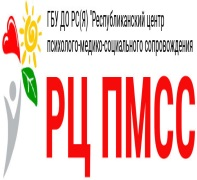 ГБУ ДО РС(Я) "Республиканский центр
психолого-медико-социального сопровождения
РЦ ПМСС